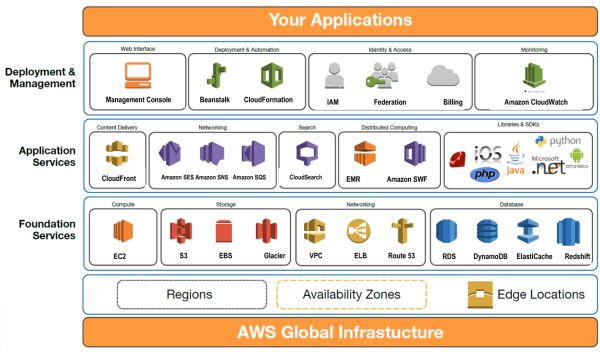 Your Applications
Deployment &
Management
Web Interface
Management Console
Deployment & Automation
Beanstalk
CloudFormation
Identity & Access
IAM
Federation
Billing
Monitoring
Amazon CloudWatch
Application
Services
Content Delivery
CloudFront
Networking
Amazon SES
Amazon SNS
Amazon SQS
Search
CloudSearch
Distributed Computing
EMR
Amazon SWF
Libraries & SDKs
python
iOS
php
Java
Microsoft
.net
ANDROID
Foundation
Services
Compute
EC2
Storage
S3
EBS
Glacier
Networking
VPC
ELB
Route 53
Database
RDS
DynamoDB
ElastiCache
Redshift
Regions
Availability Zones
Edge Locations
AWS Global Infrastucture